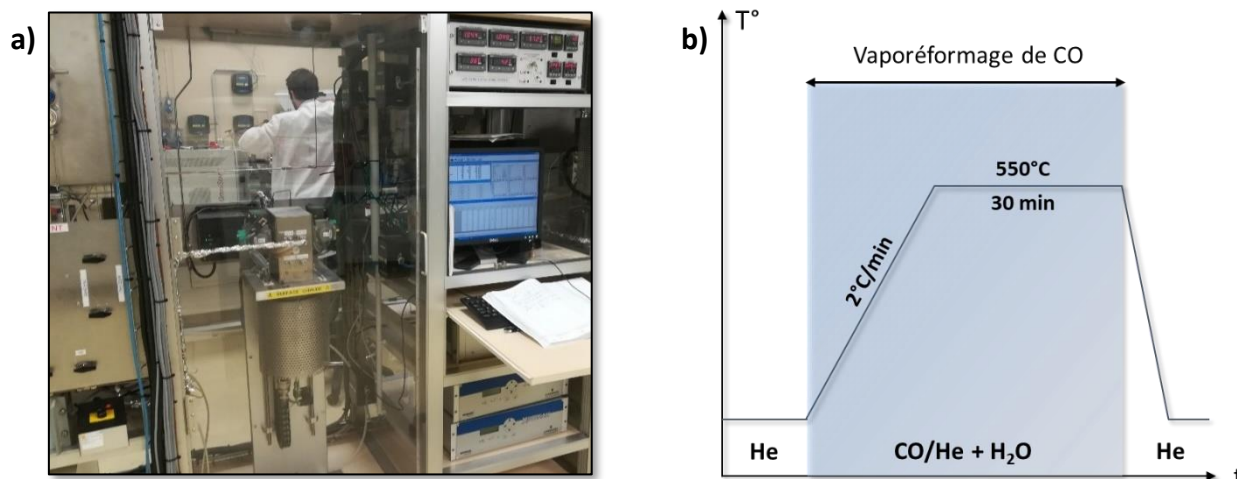 a)
b)
T°
Vaporéformage de CO
550°C
30 min
2°C/min
He
CO/He + H₂O
He
t